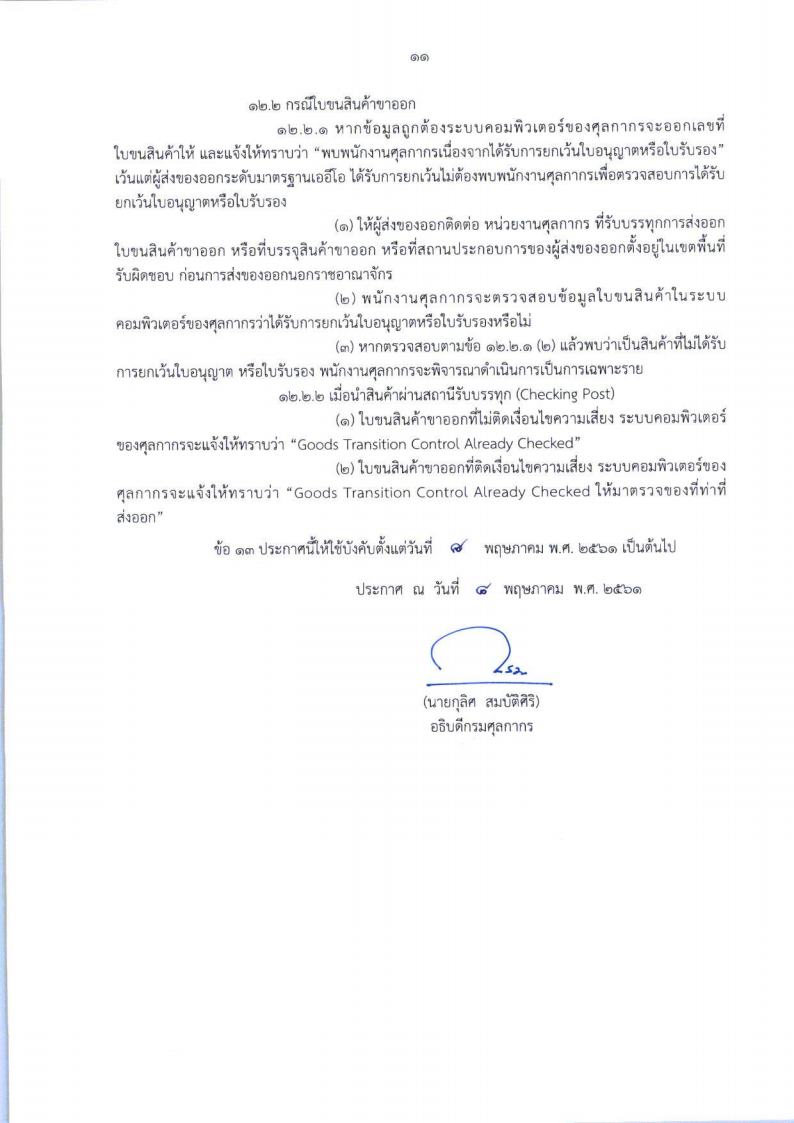 ๑๑
๑๒.๒ กรณีใบขนสินค้าขาออก
๑๒.๒.๑ หากข้อมูลถูกต้องระบบคอมพิวเตอร์ของศุลกากรจะออกเลขที่
ใบขนสินค้าให้ และแจ้งให้ทราบว่า “พบพนักงานศุลกากรเนื่องจากได้รับการยกเว้นใบอนุญาตหรือใบรับรอง”
เว้นแต่ผู้ส่งของออกระดับมาตรฐานเออีโอ ได้รับการยกเว้นไม่ต้องพบพนักงานศุลกากรเพื่อตรวจสอบการได้รับ
ยกเว้นใบอนุญาตหรือใบรับรอง
(๑) ให้ผู้ส่งของออกติดต่อ หน่วยงานศุลกากร ที่รับบรรทุกการส่งออก
ใบขนสินค้าขาออก หรือที่บรรจุสินค้าขาออก หรือที่สถานประกอบการของผู้ส่งของออกตั้งอยู่ในเขตพื้นที่
รับผิดชอบ ก่อนการส่งของออกนอกราชอาณาจักร
(๒) พนักงานศุลกากรจะตรวจสอบข้อมูลใบขนสินค้าในระบบ
คอมพิวเตอร์ของศุลกากรว่าได้รับการยกเว้นใบอนุญาตหรือใบรับรองหรือไม่
(๓) หากตรวจสอบตามข้อ ๑๒.๒.๑ (๒) แล้วพบว่าเป็นสินค้าที่ไม่ได้รับ
การยกเว้นใบอนุญาต หรือใบรับรอง พนักงานศุลกากรจะพิจารณาดำเนินการเป็นการเฉพาะราย
๑๒.๒.๒ เมื่อนำสินค้าผ่านสถานีรับบรรทุก (Checking Post)
(๑) ใบขนสินค้าขาออกที่ไม่ติดเงื่อนไขความเสี่ยง ระบบคอมพิวเตอร์
ของศุลกากรจะแจ้งให้ทราบว่า “Goods Transition Control Already Checked”
(๒) ใบขนสินค้าขาออกที่ติดเงื่อนไขความเสี่ยง ระบบคอมพิวเตอร์ของ
ศุลกากรจะแจ้งให้ทราบว่า “Goods Transition Control Already Checked ให้มาตรวจของที่ท่าที่
ส่งออก”
ข้อ ๑๓ ประกาศนี้ให้ใช้บังคับตั้งแต่วันที่ ๘ พฤษภาคม พ.ศ. ๒๕๖๑ เป็นต้นไป
ประกาศ ณ วันที่ ๘ พฤษภาคม พ.ศ. ๒๕๖๑
(นายกุลิศ สมบัติศิริ)
อธิบดีกรมศุลกากร